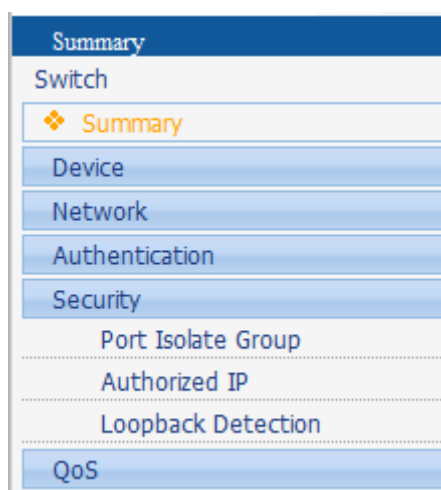 Summary
Switch
Summary
Device
Network
Authentication
Security
Port Isolate Group
Authorized IP
Loopback Detection
QoS